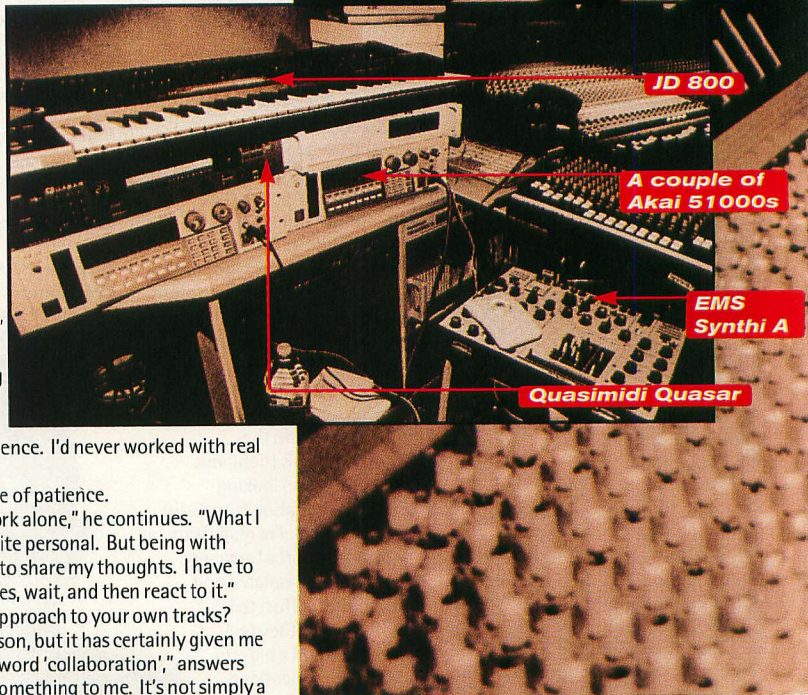 JD 800
A couple of
Akai 51000s
EMS
Synthi A
Quasimidi Quasar
ence. I'd never worked with real
e of patience.
rk alone," he continues. "What I
ite personal. But being with
to share my thoughts. I have to
es, wait, and then react to it."
pproach to your own tracks?
son, but it has certainly given me
word 'collaboration'," answers
omething to me. It's not simply a